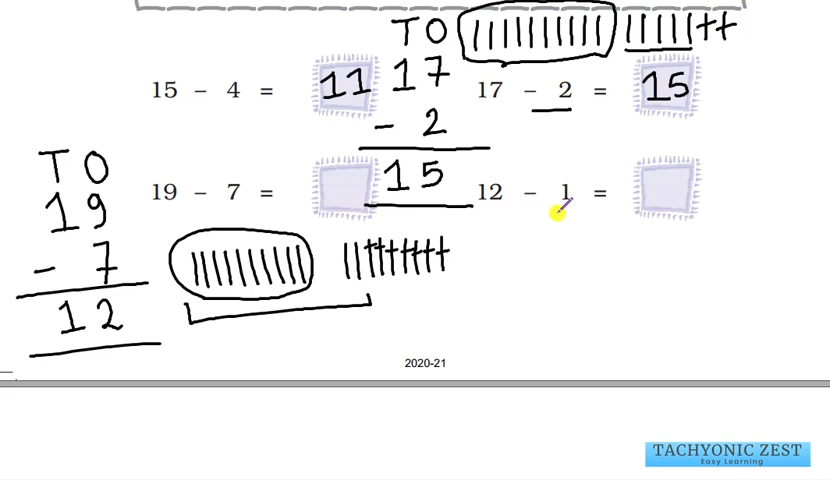 T O
15 - 4 = 11
17
- 2
15
17 - 2 = 15
T O
19
- 7
12
19 - 7 =
12 - 1 =
2020-21
TACHYONIC ZEST
Easy Learning